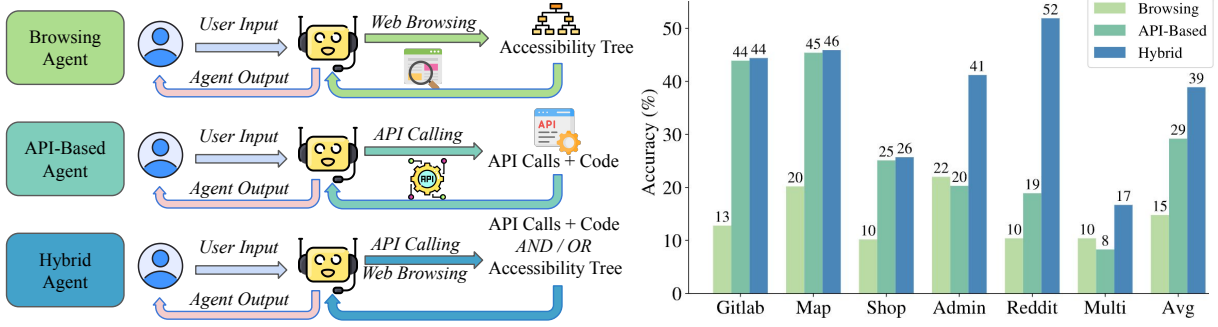 Browsing
Agent
User Input
Agent Output
Web Browsing
Accessibility Tree
API-Based
Agent
User Input
Agent Output
API Calling
API
API
API Calls + Code
Hybrid
Agent
User Input
Agent Output
API Calling
Web Browsing
API Calls + Code
AND / OR
Accessibility Tree
Accuracy (%)
50
40
30
20
10
0
Browsing
API-Based
Hybrid
13 44 44
20 45 46
10 25 26
22 20 41
10 19 52
10 8 17
15 29 39
Gitlab Map Shop Admin Reddit Multi Avg